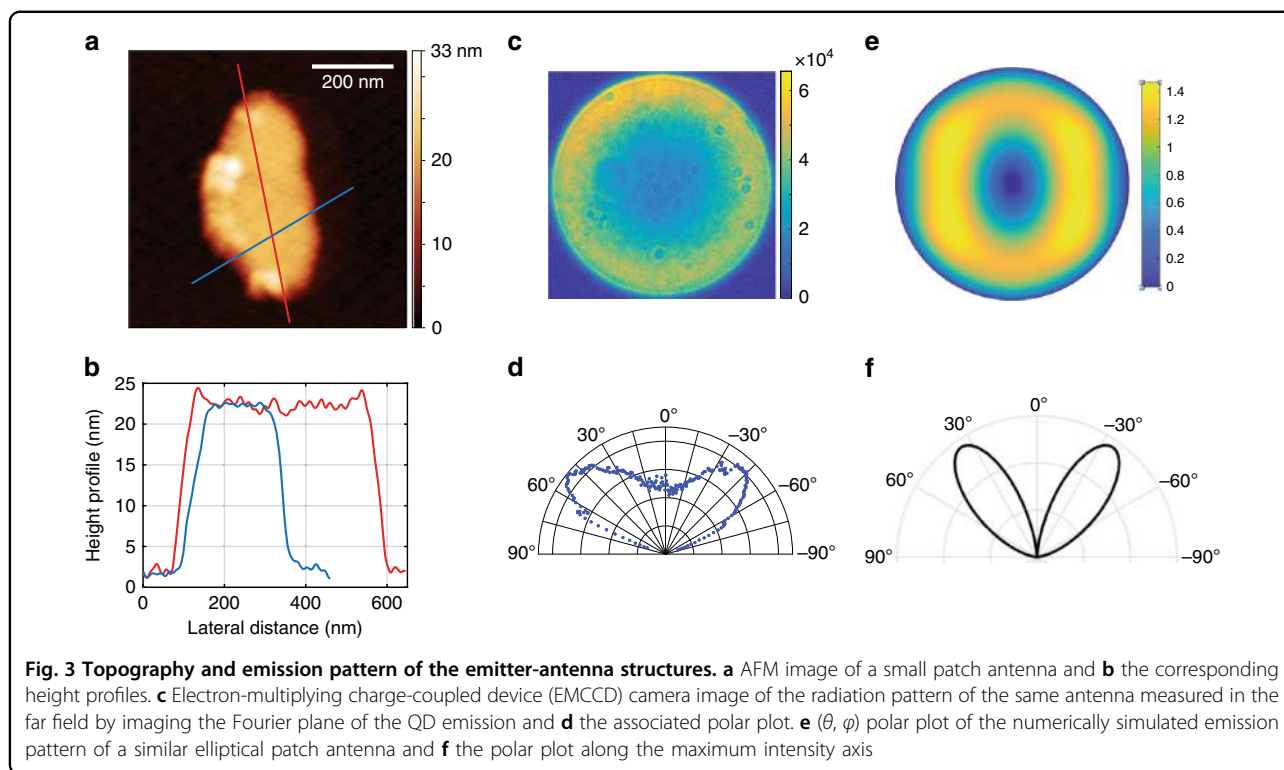 a
33 nm
200 nm
20
10
0
c
×10⁴
6
4
2
0
e
1.4
1.2
1
0.8
0.6
0.4
0.2
0
b
25
20
15
10
5
0
0
200
400
600
Height profile (nm)
Lateral distance (nm)
d
0°
30°
–30°
60°
–60°
90°
–90°
f
0°
30°
–30°
60°
–60°
90°
–90°
Fig. 3 Topography and emission pattern of the emitter-antenna structures. a AFM image of a small patch antenna and b the corresponding
height profiles. c Electron-multiplying charge-coupled device (EMCCD) camera image of the radiation pattern of the same antenna measured in the
far field by imaging the Fourier plane of the QD emission and d the associated polar plot. e (θ, φ) polar plot of the numerically simulated emission
pattern of a similar elliptical patch antenna and f the polar plot along the maximum intensity axis